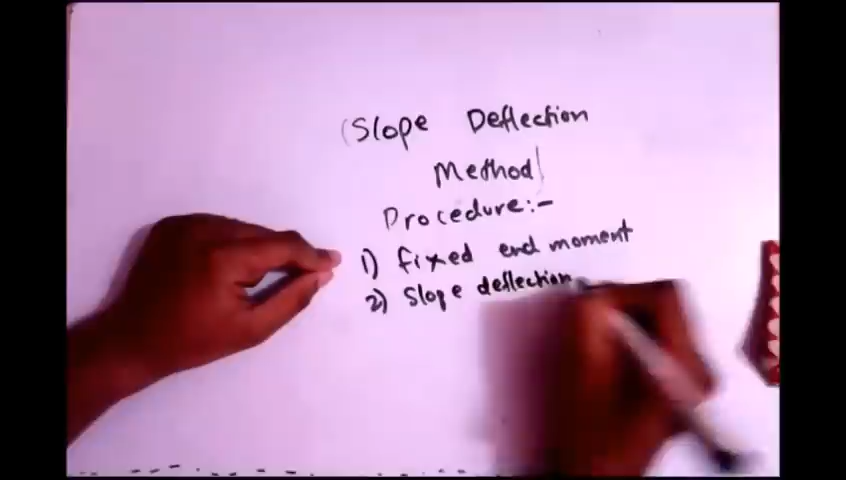 (Slope Deflection
Method)
Procedure:-
1) fixed end moment
2) slope deflection